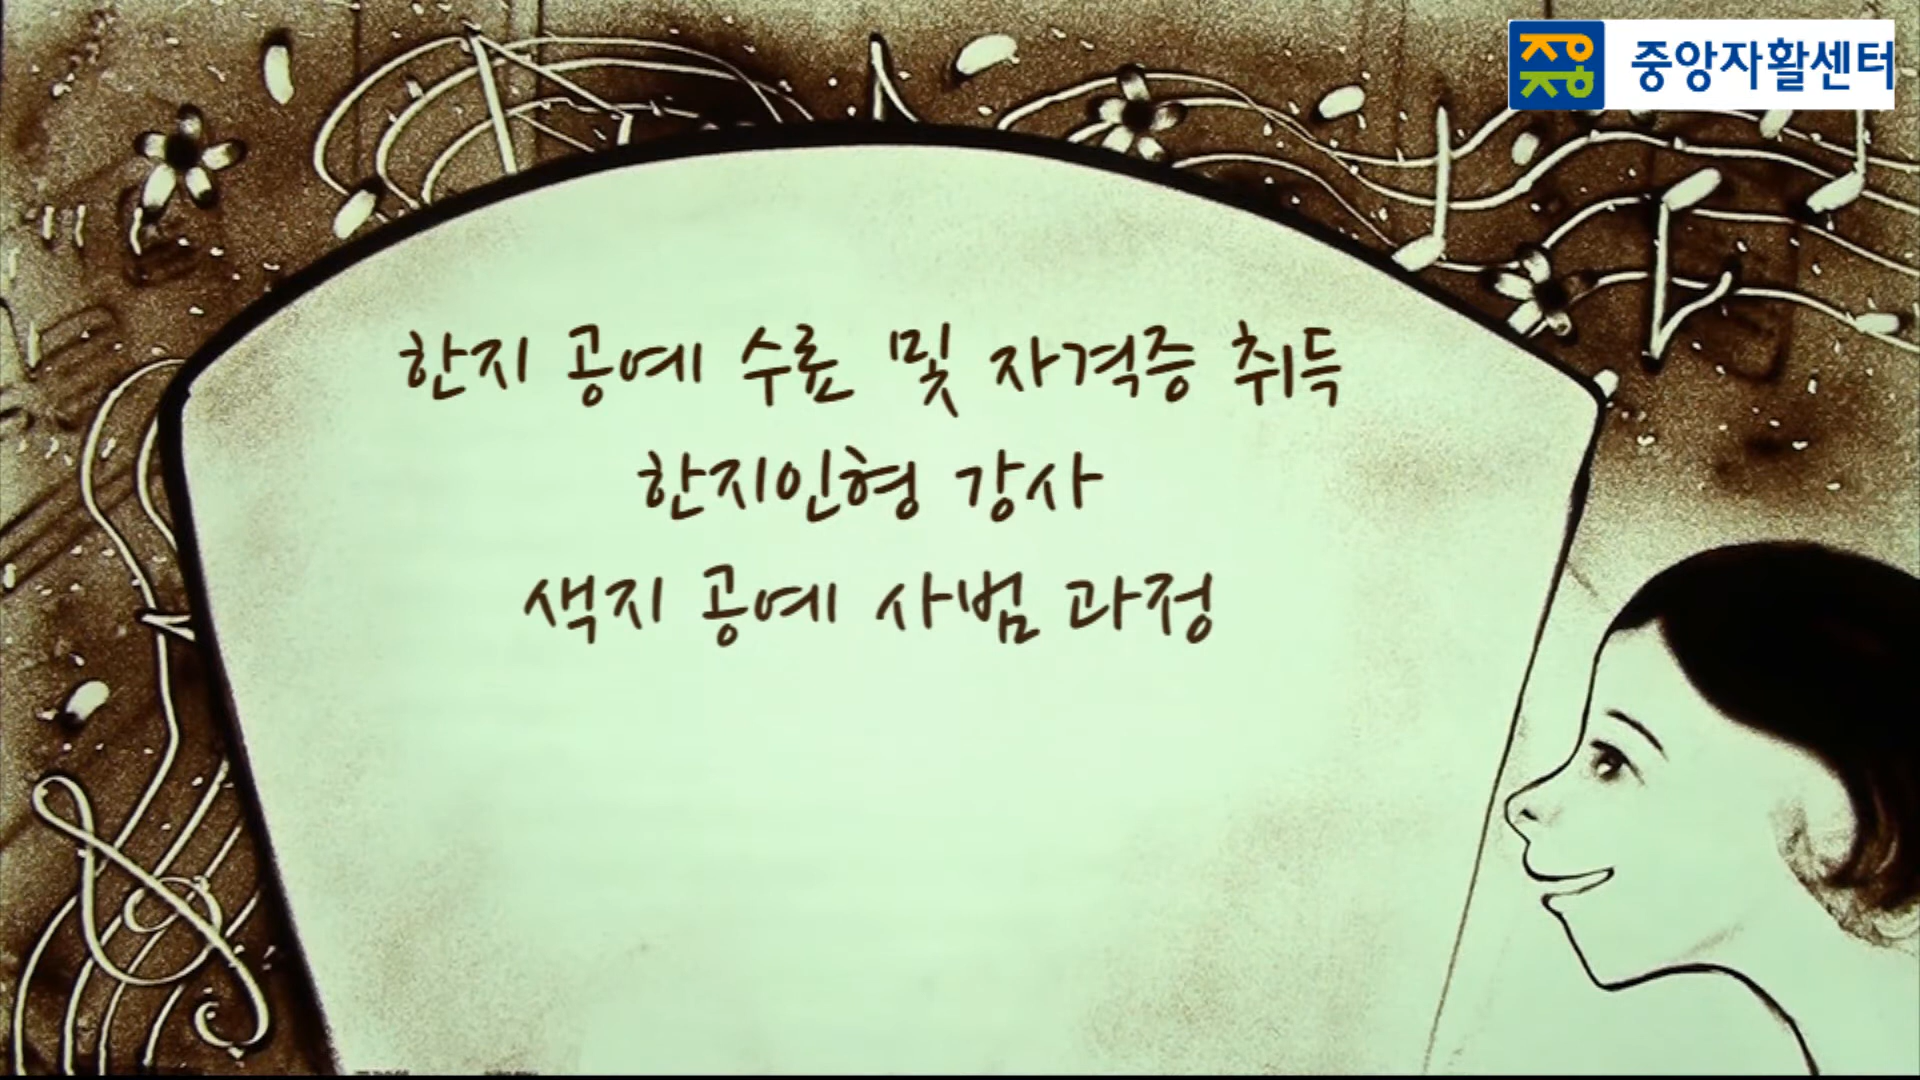 중앙자활센터
한지 공예 수료 및 자격증 취득
한지인형 강사
색지 공예 사범 과정